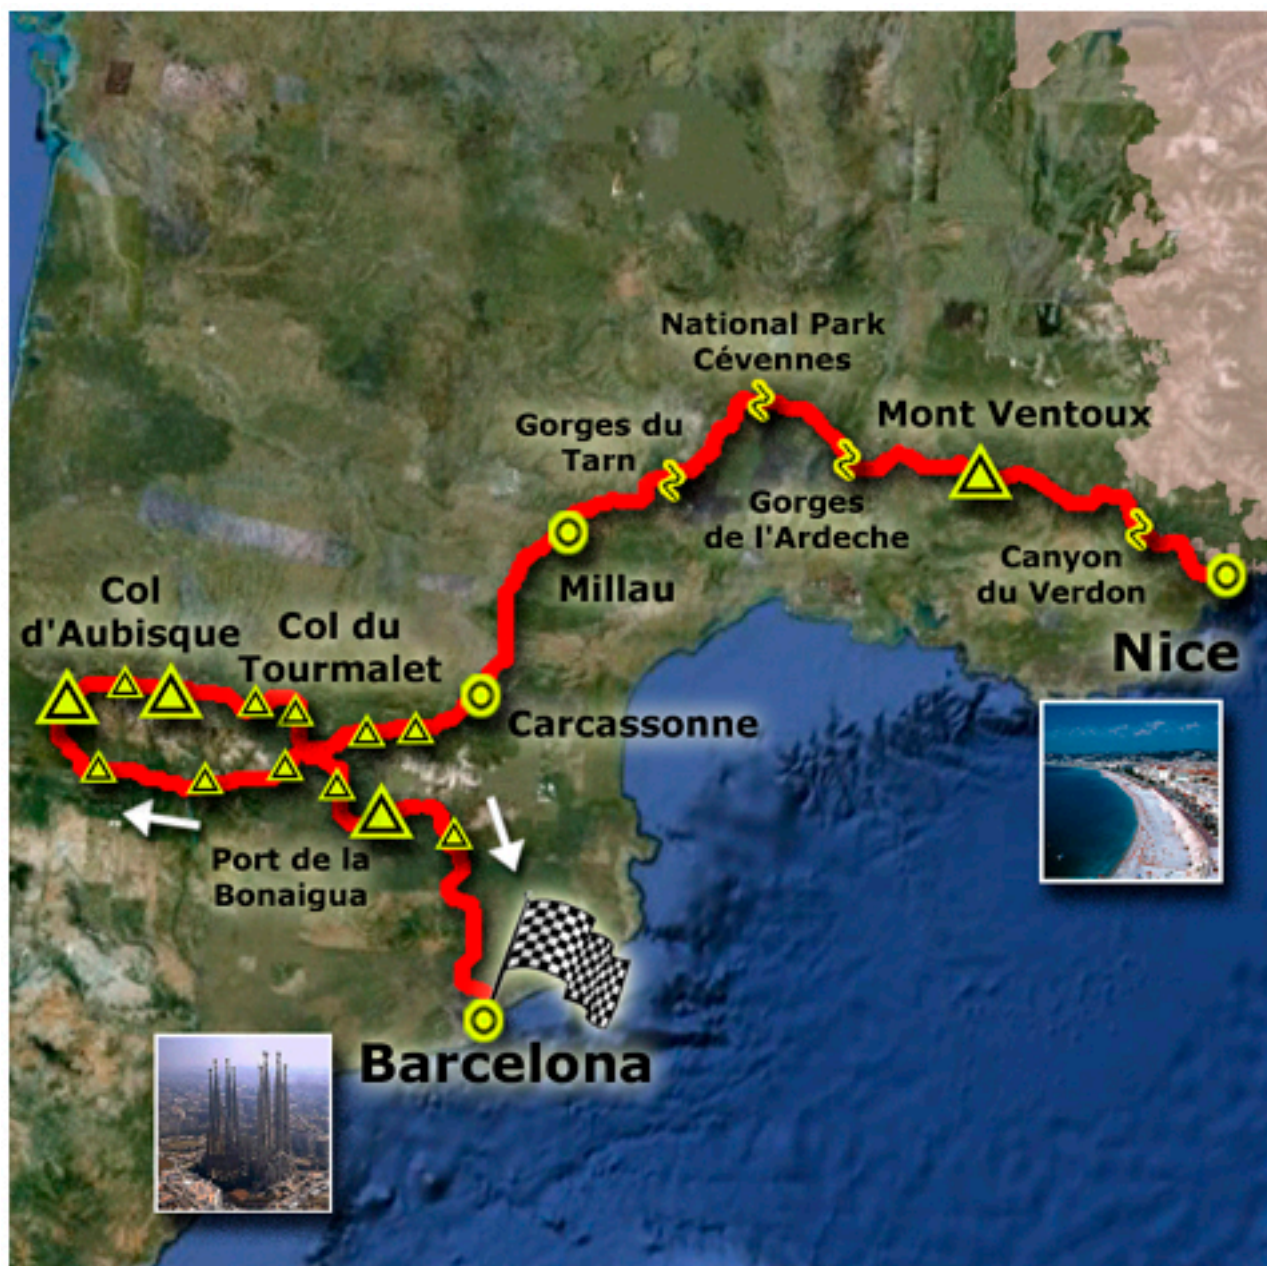 National Park
Cévennes
Mont Ventoux
Gorges du
Tarn
Gorges
de l'Ardeche
Canyon
du Verdon
Millau
Col
d'Aubisque
Col du
Tourmalet
Nice
Carcassonne
Port de la
Bonaigua
Barcelona